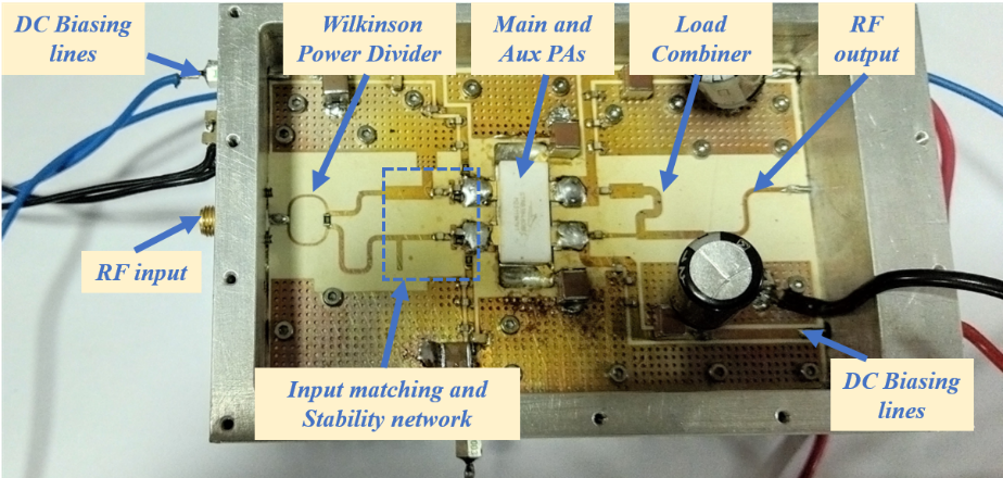 DC Biasing
lines
Wilkinson
Power Divider
Main and
Aux PAs
Load
Combiner
RF
output
RF input
Input matching and
Stability network
DC Biasing
lines